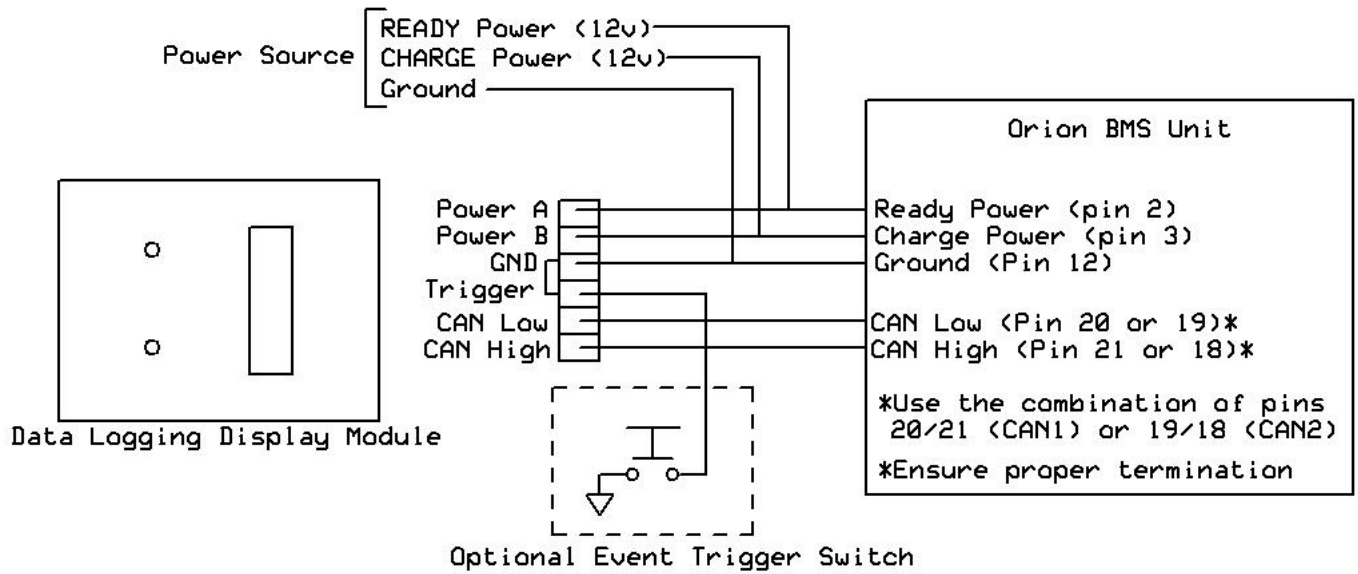 READY Power (12v)
Power Source
CHARGE Power (12v)
Ground
Orion BMS Unit
Power A
Power B
GND
Trigger
CAN Low
CAN High
Ready Power (pin 2)
Charge Power (pin 3)
Ground (Pin 12)
CAN Low (Pin 20 or 19)*
CAN High (Pin 21 or 18)*
*Use the combination of pins
20/21 (CAN1) or 19/18 (CAN2)
*Ensure proper termination
Data Logging Display Module
Optional Event Trigger Switch